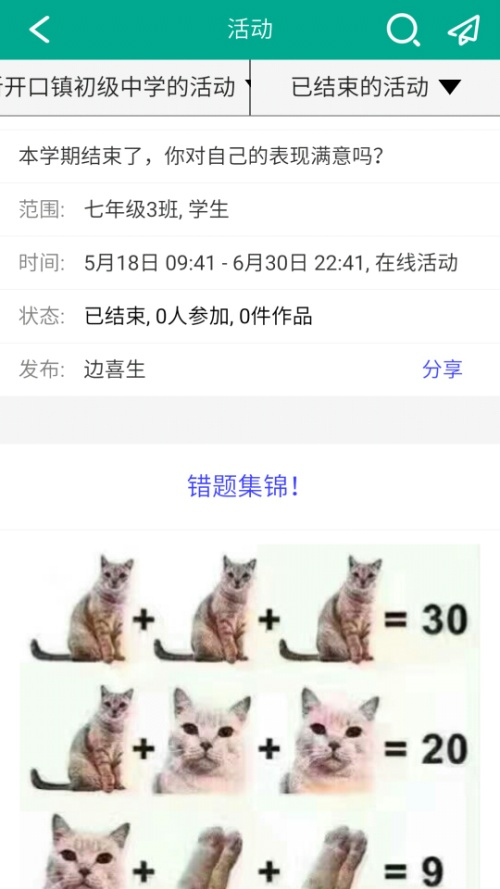 活动
开口镇初级中学的活动
已结束的活动
本学期结束了，你对自己的表现满意吗？
范围: 七年级3班, 学生
时间: 5月18日 09:41 - 6月30日 22:41, 在线活动
状态: 已结束, 0人参加, 0件作品
发布: 边喜生
分享
错题集锦！
+ + = 30
+ + = 20
+ + = 9